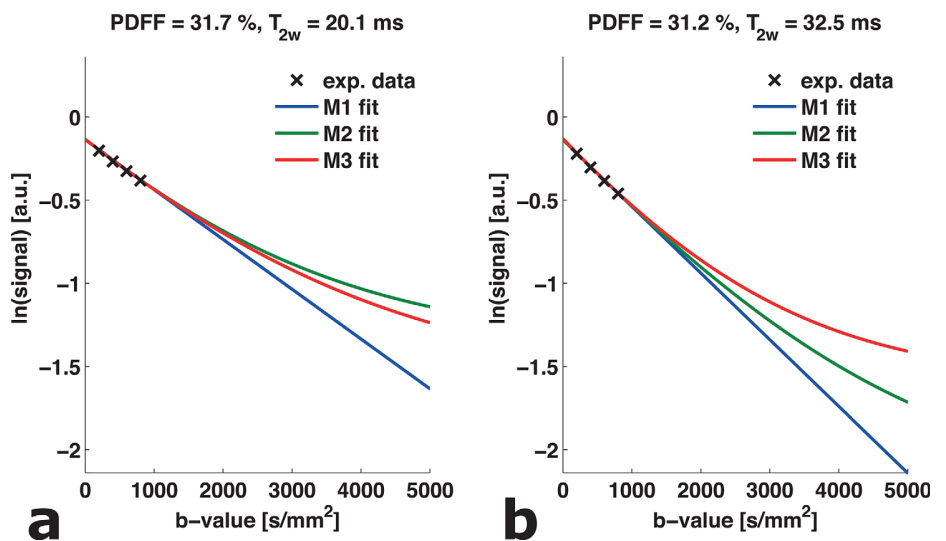 PDFF = 31.7 %, T2w = 20.1 ms
× exp. data
M1 fit
M2 fit
M3 fit
0
−0.5
−1
−1.5
−2
ln(signal) [a.u.]
0 1000 2000 3000 4000 5000
b-value [s/mm²]
a
PDFF = 31.2 %, T2w = 32.5 ms
× exp. data
M1 fit
M2 fit
M3 fit
0
−0.5
−1
−1.5
−2
ln(signal) [a.u.]
0 1000 2000 3000 4000 5000
b-value [s/mm²]
b